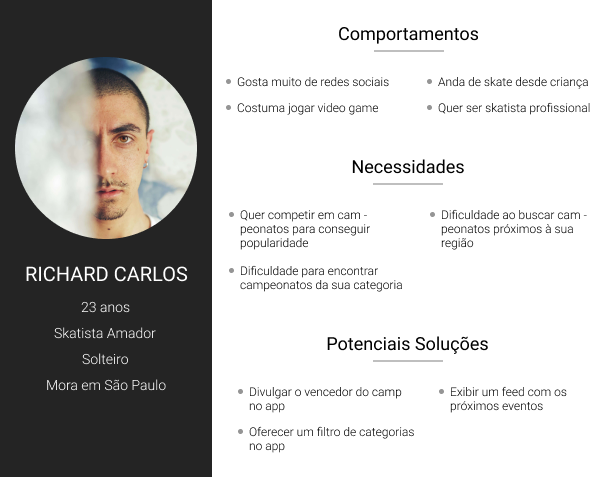 RICHARD CARLOS
23 anos
Skatista Amador
Solteiro
Mora em São Paulo
Comportamentos
Gosta muito de redes sociais
Costuma jogar video game
Anda de skate desde criança
Quer ser skatista profissional
Necessidades
Quer competir em cam -
peonatos para conseguir
popularidade
Dificuldade para encontrar
campeonatos da sua categoria
Dificuldade ao buscar cam -
peonatos próximos à sua
região
Potenciais Soluções
Divulgar o vencedor do camp
no app
Oferecer um filtro de categorias
no app
Exibir um feed com os
próximos eventos